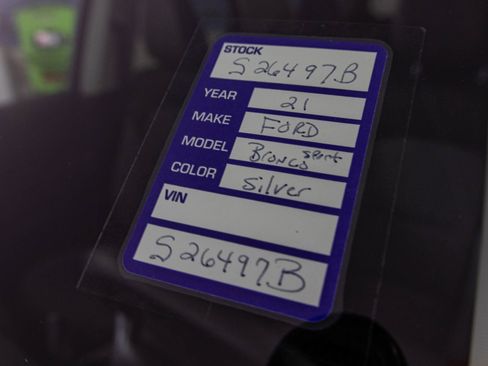 STOCK
S26497B
YEAR 21
MAKE FORD
MODEL Bronco sport
COLOR Silver
VIN
S26497B